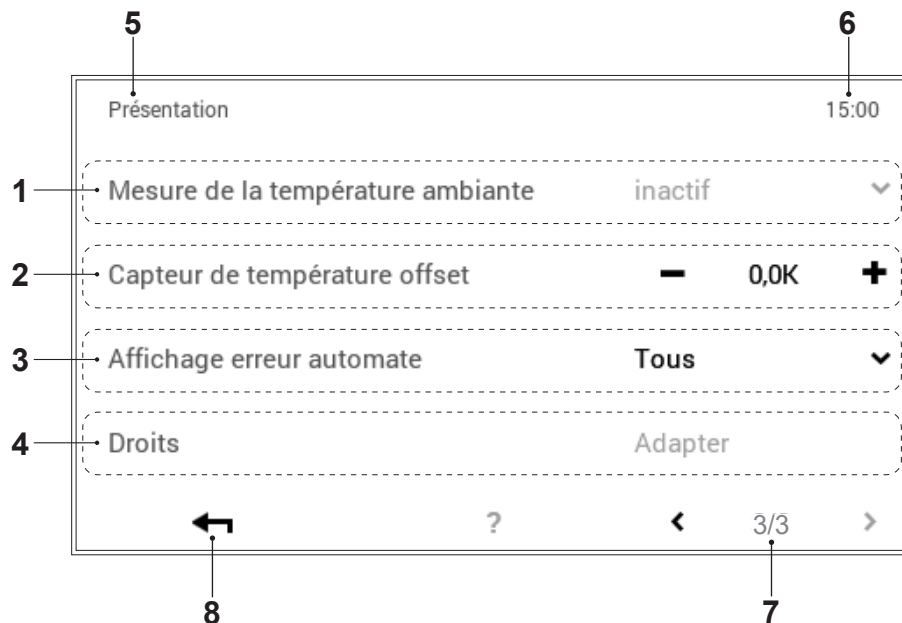 5 6
Présentation 15:00
1 Mesure de la température ambiante inactif
2 Capteur de température offset − 0,0K +
3 Affichage erreur automate Tous
4 Droits Adapter
? < 3/3 >
8 7